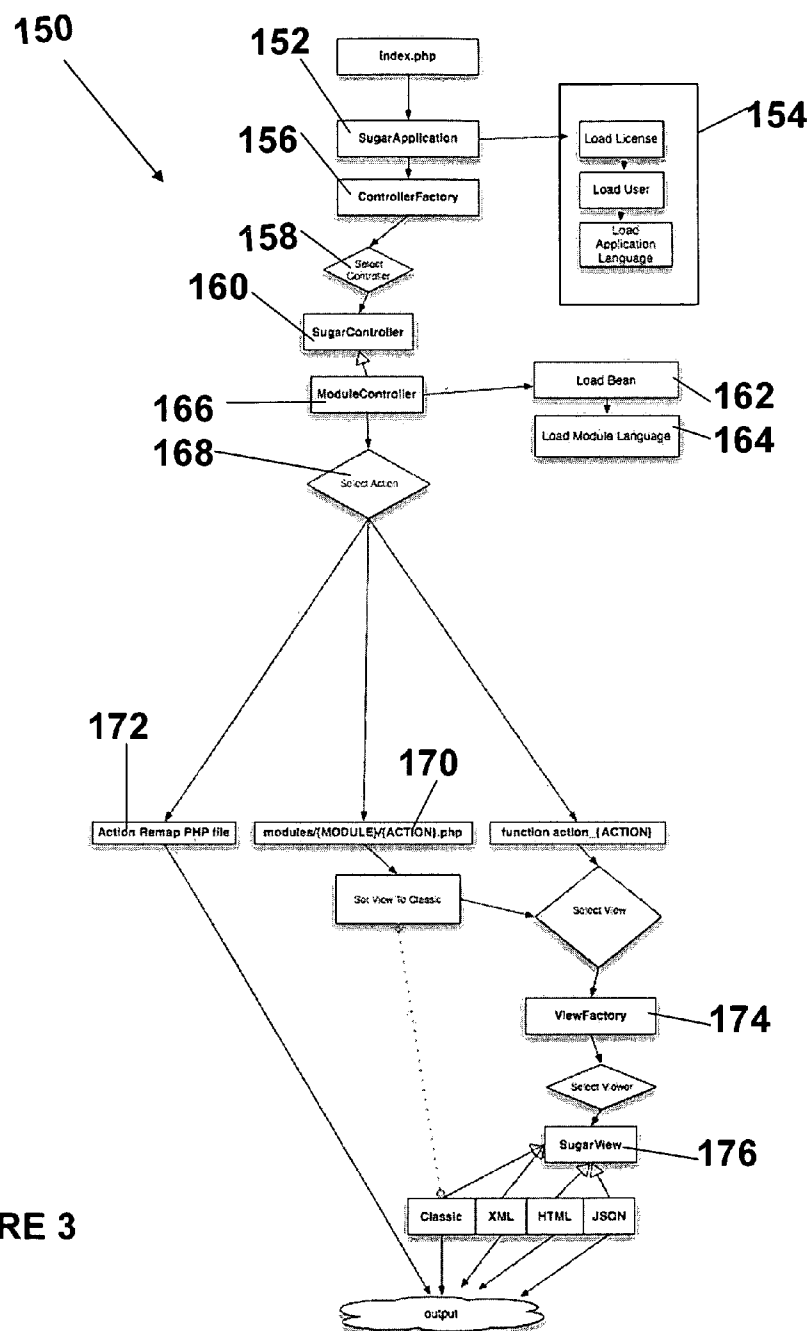 150
Index.php
152
SugarApplication
154
Load License
156
ControllerFactory
Load User
Load
Application
Language
158
Select
Controller
160
SugarController
ModuleController
166
Load Bean
162
Load Module Language
164
168
Select Action
172
170
Action Remap PHP file
modules/{MODULE}/{ACTION}.php
function action_{ACTION}
Set View To Classic
Select View
ViewFactory
174
Select Viewer
SugarView
176
Classic
XML
HTML
JSON
RE 3
output